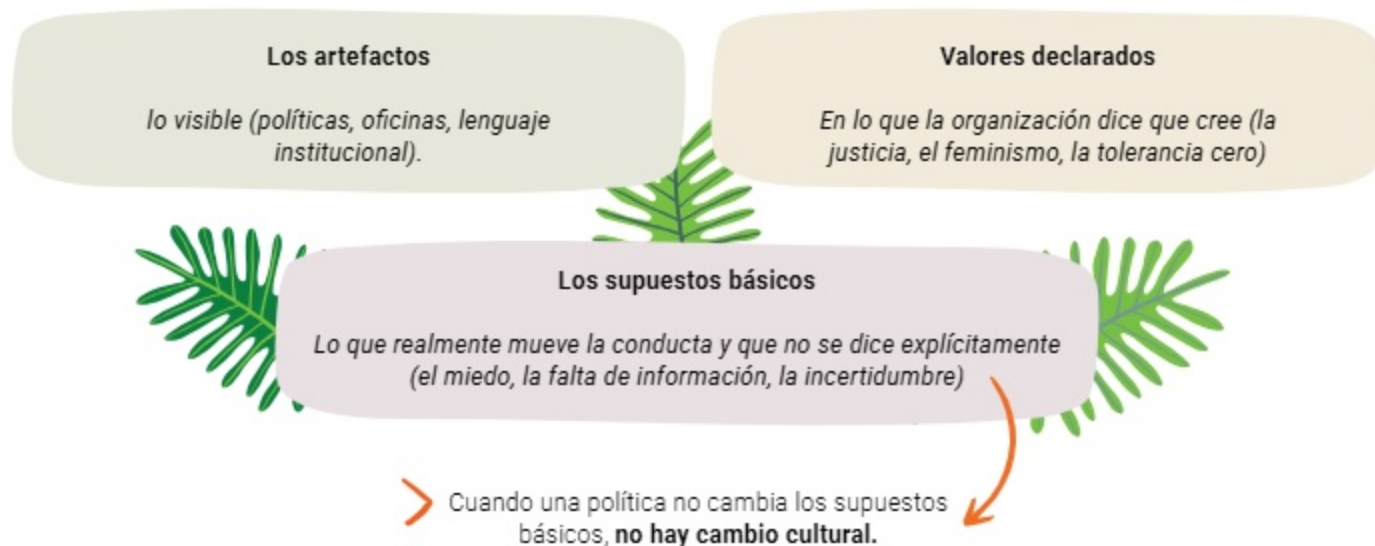 Los artefactos
lo visible (políticas, oficinas, lenguaje
institucional).
Valores declarados
En lo que la organización dice que cree (la
justicia, el feminismo, la tolerancia cero)
Los supuestos básicos
Lo que realmente mueve la conducta y que no se dice explícitamente
(el miedo, la falta de información, la incertidumbre)
Cuando una política no cambia los supuestos
básicos, no hay cambio cultural.